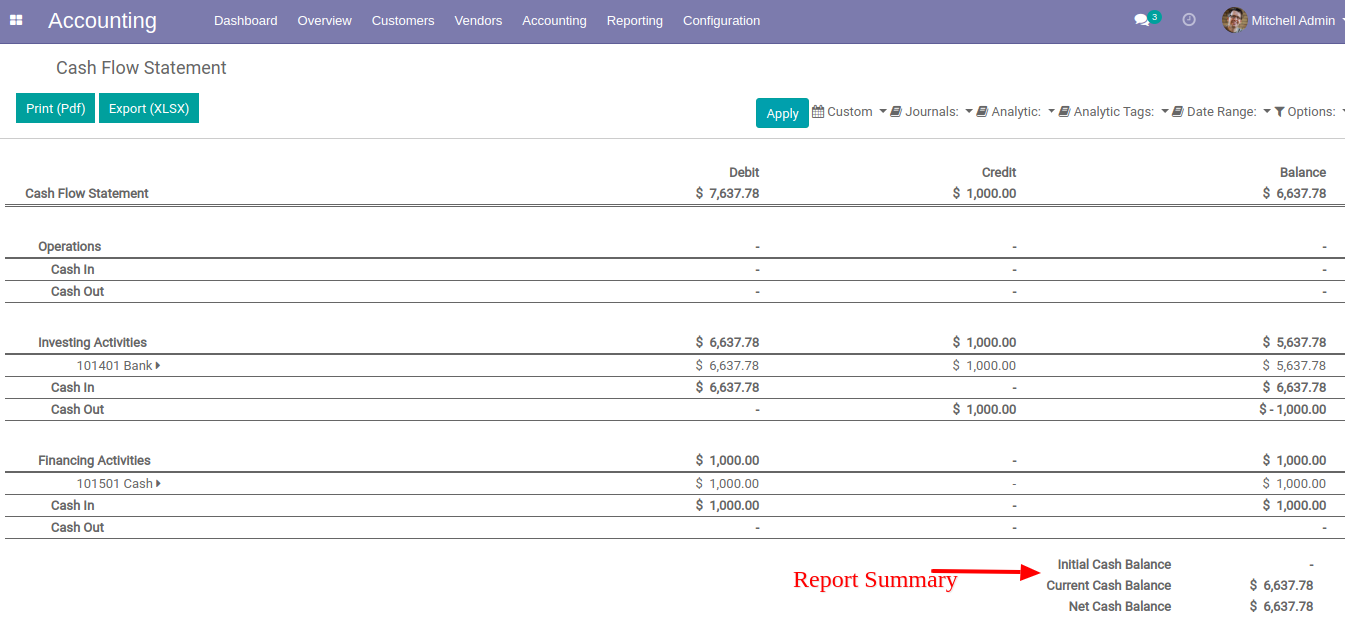 Accounting Dashboard Overview Customers Vendors Accounting Reporting Configuration 3 Mitchell Admin
Cash Flow Statement
Print (Pdf) Export (XLSX) Apply Custom Journals: Analytic: Analytic Tags: Date Range: Options:
Debit Credit Balance
Cash Flow Statement $ 7,637.78 $ 1,000.00 $ 6,637.78
Operations - - -
Cash In - - -
Cash Out - - -
Investing Activities $ 6,637.78 $ 1,000.00 $ 5,637.78
101401 Bank $ 6,637.78 $ 1,000.00 $ 5,637.78
Cash In $ 6,637.78 - $ 6,637.78
Cash Out - $ 1,000.00 $ - 1,000.00
Financing Activities $ 1,000.00 - $ 1,000.00
101501 Cash $ 1,000.00 - $ 1,000.00
Cash In $ 1,000.00 - $ 1,000.00
Cash Out - - -
Initial Cash Balance -
Report Summary
Current Cash Balance $ 6,637.78
Net Cash Balance $ 6,637.78